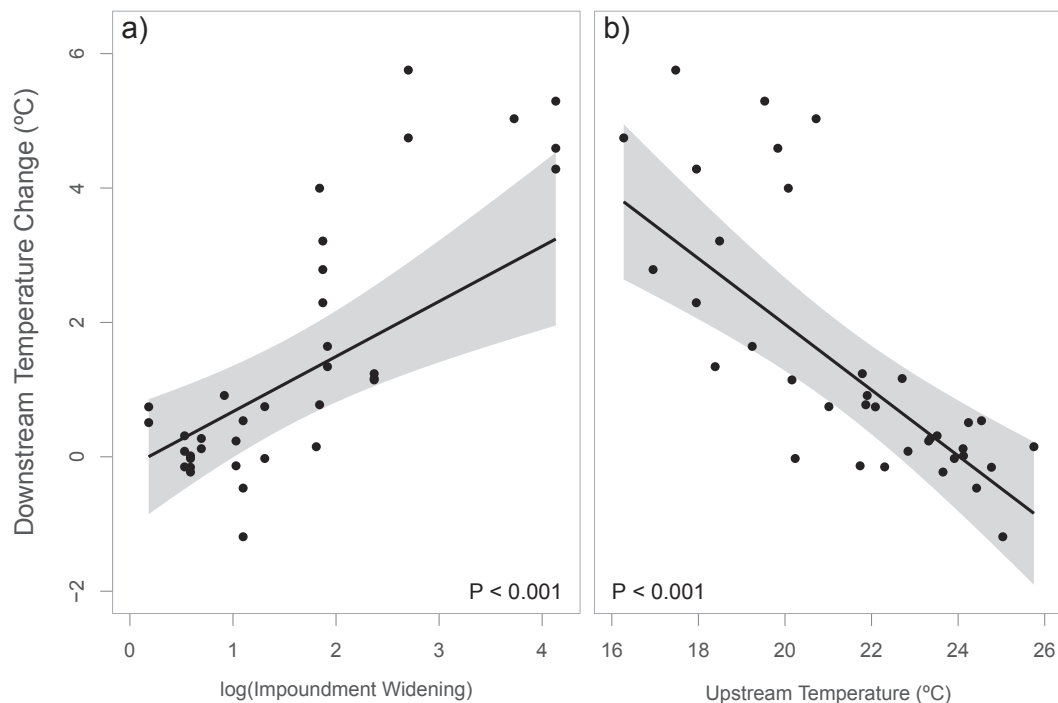 a)
b)
Downstream Temperature Change (ºC)
6
4
2
0
−2
P < 0.001
P < 0.001
0 1 2 3 4
16 18 20 22 24 26
log(Impoundment Widening)
Upstream Temperature (ºC)